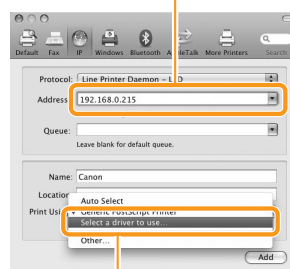 Default Fax IP Windows Bluetooth AppleTalk More Printers Search
Protocol: Line Printer Daemon – LPD
Address: 192.168.0.215
Queue:
Leave blank for default queue.
Name: Canon
Location:
Auto Select
Print Using: Generic PostScript Printer
Select a driver to use...
Other...
Add